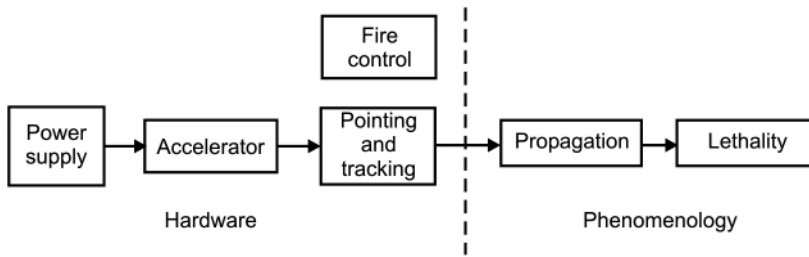 Fire
control
Power
supply
Accelerator
Pointing
and
tracking
Propagation
Lethality
Hardware
Phenomenology